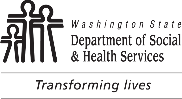 Washington State
Department of Social
& Health Services
Transforming lives